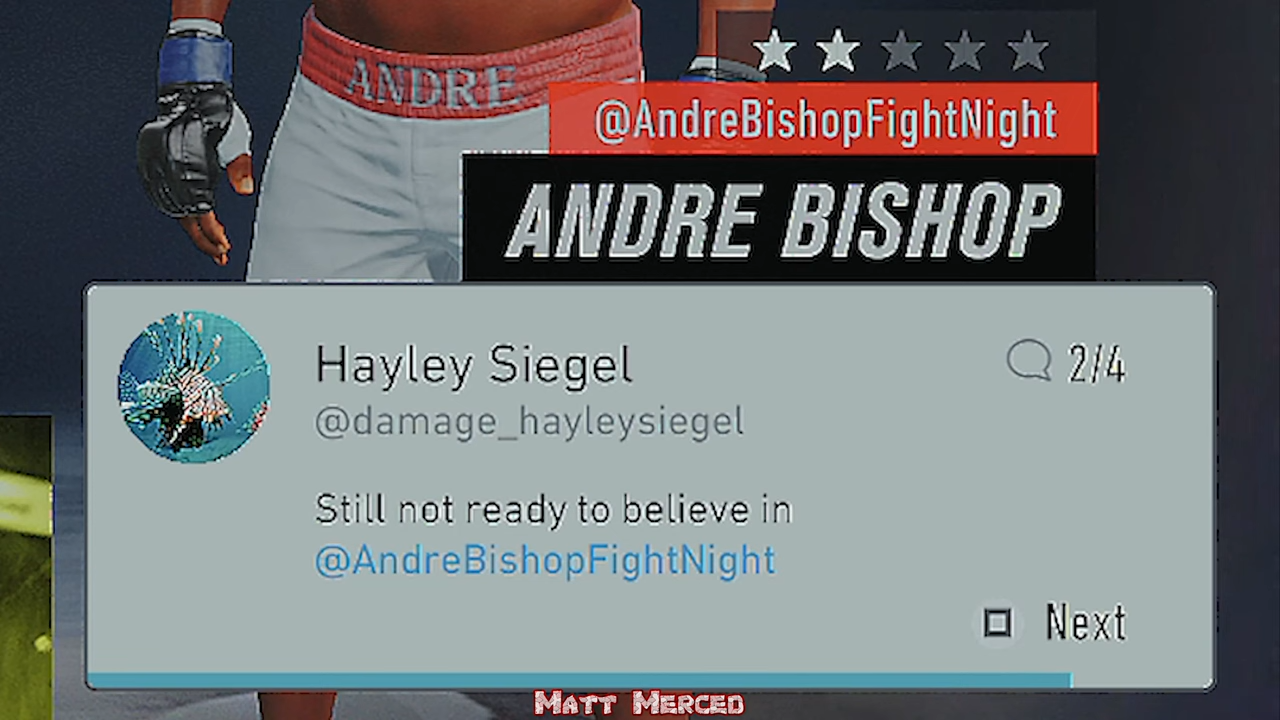 ANDRE
@AndreBishopFightNight
ANDRE BISHOP
Hayley Siegel
2/4
@damage_hayleysiegel
Still not ready to believe in
@AndreBishopFightNight
Next
Matt Merced